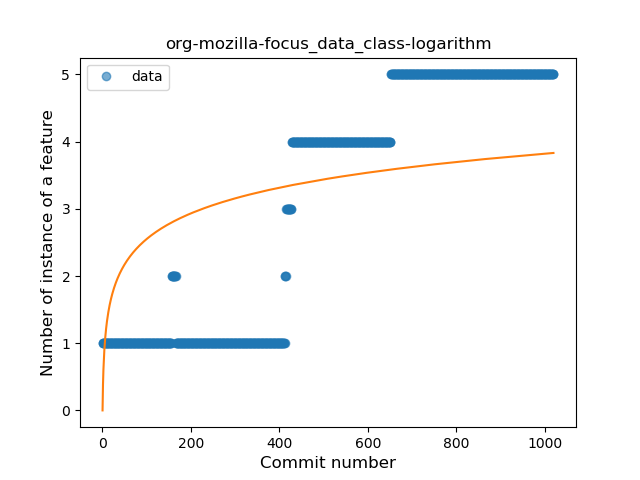 org-mozilla-focus_data_class-logarithm
data
Number of instance of a feature
5
4
3
2
1
0
0 200 400 600 800 1000
Commit number